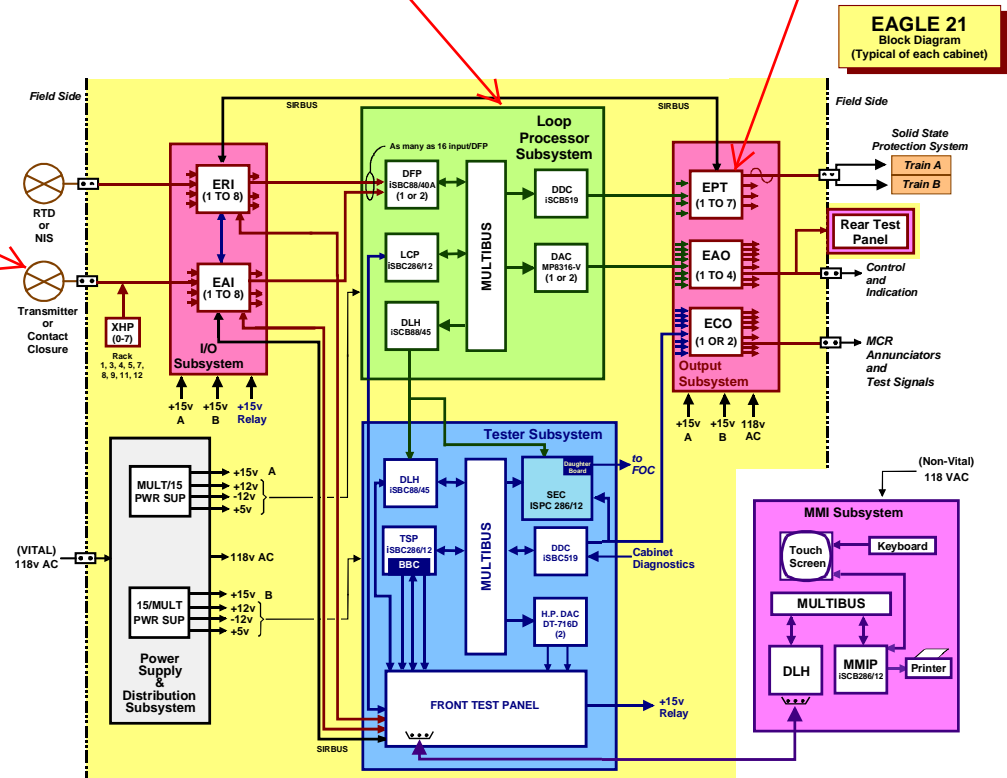 EAGLE 21
Block Diagram
(Typical of each cabinet)
Field Side
SIRBUS
SIRBUS
Field Side
Loop
Processor
Subsystem
As many as 16 input/DFP
Solid State
Protection System
Train A
Train B
ERI
(1 TO 8)
DFP
iSBC88/40A
(1 or 2)
DDC
iSCB519
EPT
(1 TO 7)
RTD
or
NIS
Rear Test
Panel
LCP
iSBC286/12
MULTIBUS
DAC
MP8316-V
(1 or 2)
EAO
(1 TO 4)
EAI
(1 TO 8)
Control
and
Indication
Transmitter
or
Contact
Closure
XHP
(0-7)
Rack
1, 3, 4, 5, 7,
8, 9, 11, 12
DLH
iSCB88/45
ECO
(1 OR 2)
I/O
Subsystem
Output
Subsystem
MCR
Annunciators
and
Test Signals
+15v
A
+15v
B
+15v
Relay
+15v
A
+15v
B
118v
AC
Tester Subsystem
MULT/15
PWR SUP
+15v A
+12v
-12v
+5v
DLH
iSBC88/45
MULTIBUS
Daughter
Board
SEC
ISPC 286/12
to
FOC
(Non-Vital)
118 VAC
MMI Subsystem
Touch
Screen
Keyboard
TSP
iSBC286/12
BBC
DDC
iSBC519
Cabinet
Diagnostics
(VITAL)
118v AC
118v AC
15/MULT
PWR SUP
+15v B
+12v
-12v
+5v
H.P. DAC
DT-716D
(2)
MULTIBUS
DLH
MMIP
iSCB286/12
Printer
Power
Supply
&
Distribution
Subsystem
FRONT TEST PANEL
+15v
Relay
SIRBUS